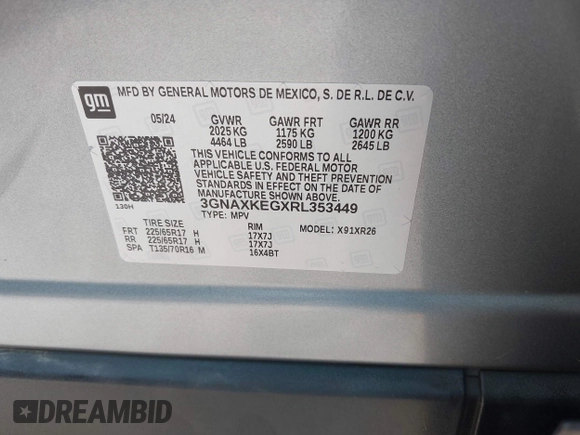 gm
MFD BY GENERAL MOTORS DE MEXICO, S. DE R.L. DE C.V.
05/24 GVWR GAWR FRT GAWR RR
2025 KG 1175 KG 1200 KG
4464 LB 2590 LB 2645 LB
THIS VEHICLE CONFORMS TO ALL
APPLICABLE U.S. FEDERAL MOTOR
VEHICLE SAFETY AND THEFT PREVENTION
STANDARDS IN EFFECT ON THE DATE OF
MANUFACTURE SHOWN ABOVE.
130H 3GNAXKEGXRL353449
TYPE: MPV
TIRE SIZE RIM MODEL: X91XR26
FRT 225/65R17 H 17X7J
RR 225/65R17 H 17X7J
SPA T135/70R16 M 16X4BT
DREAMBID